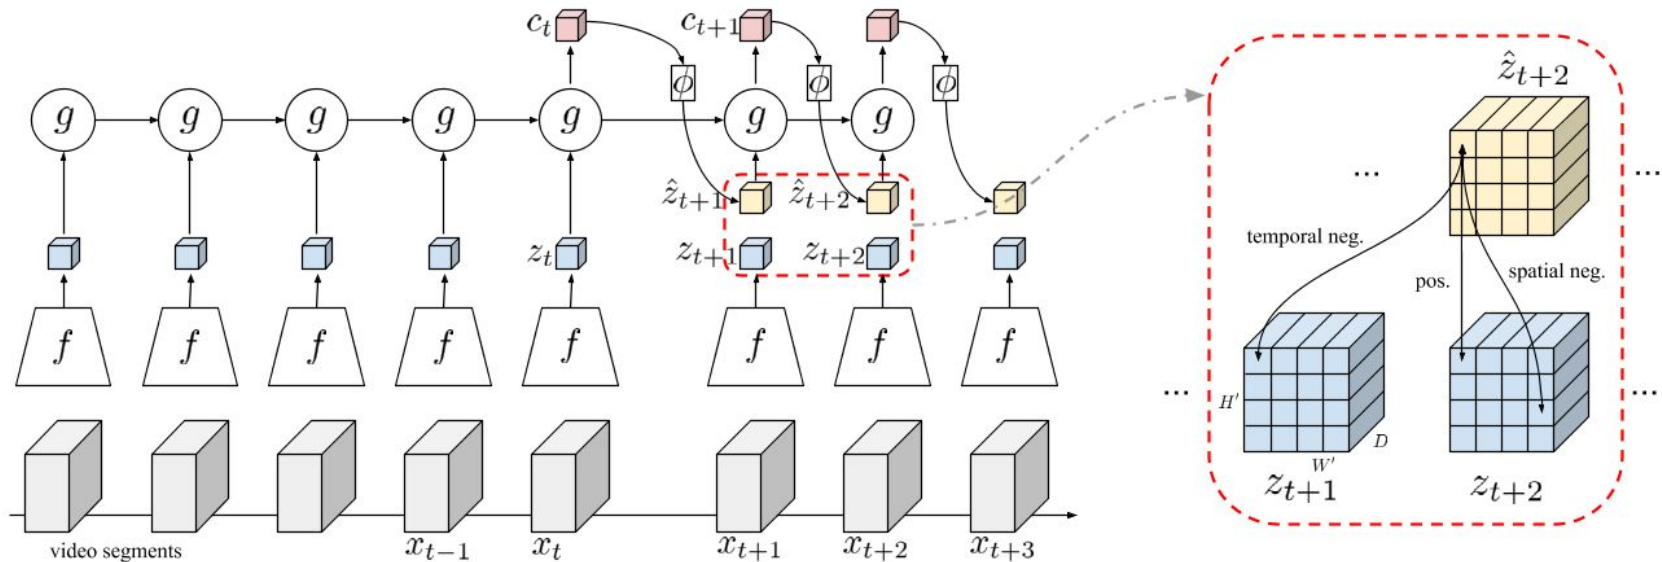 c_t c_{t+1}
ϕ ϕ ϕ
g g g g g g g
ẑ_{t+1} ẑ_{t+2}
z_t z_{t+1} z_{t+2}
f f f f f f f f
video segments
x_{t−1} x_t x_{t+1} x_{t+2} x_{t+3}
ẑ_{t+2}
... ...
temporal neg.
pos.
spatial neg.
... ...
H'
D
W'
z_{t+1} z_{t+2}